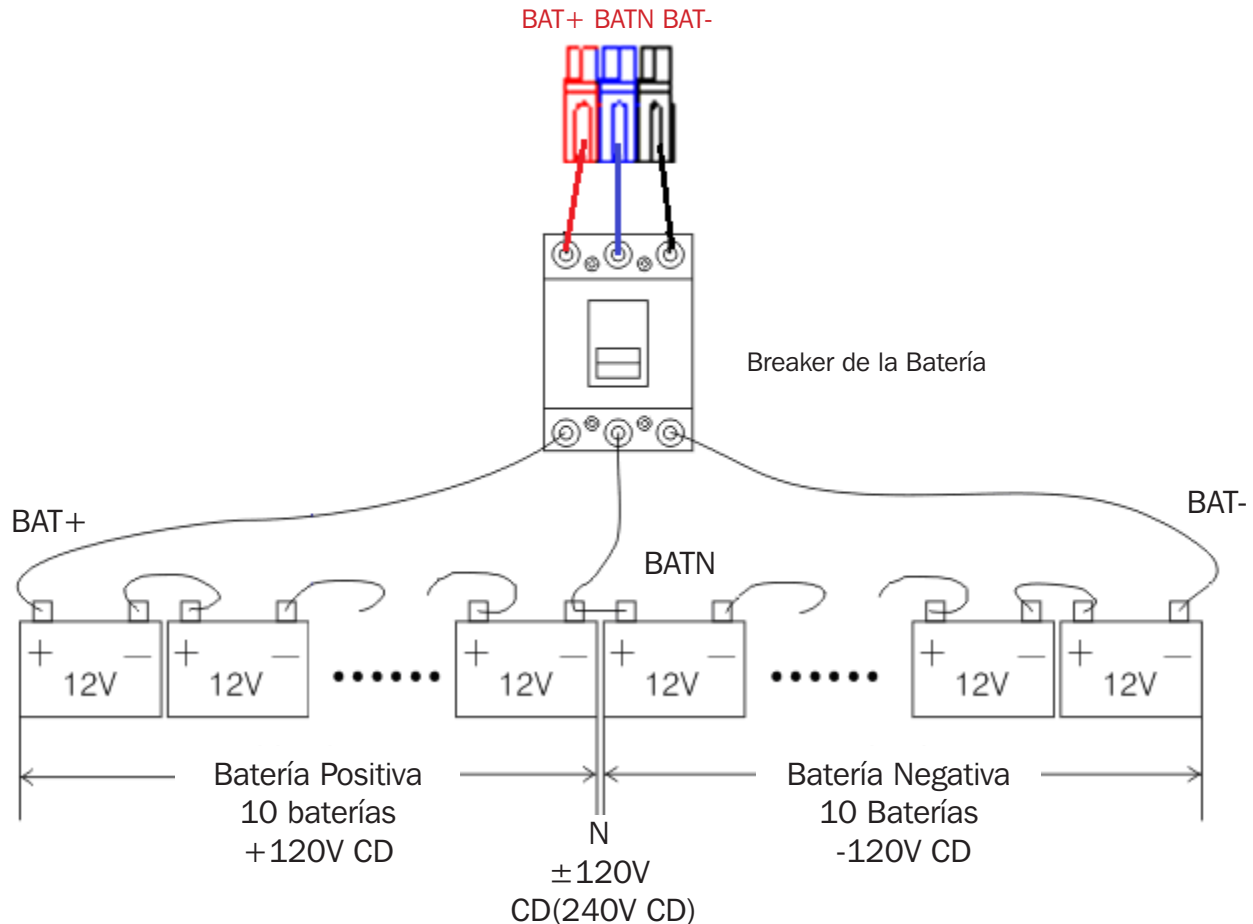 BAT+ BATN BAT-
Breaker de la Batería
BAT+
BAT-
BATN
+ — 12V
+ — 12V
+ — 12V
+ — 12V
+ — 12V
+ — 12V
Batería Positiva
10 baterías
+120V CD
Batería Negativa
10 Baterías
-120V CD
N
±120V
CD(240V CD)